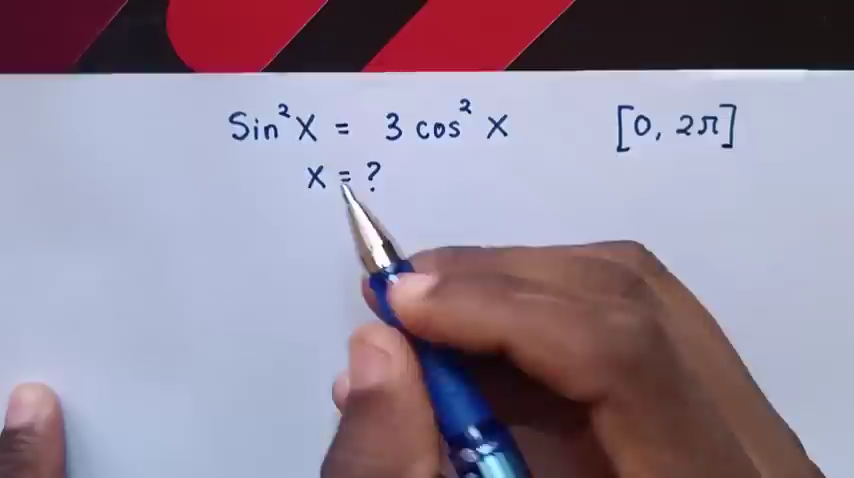 Sin²x = 3 cos² x [0, 2π]
x = ?